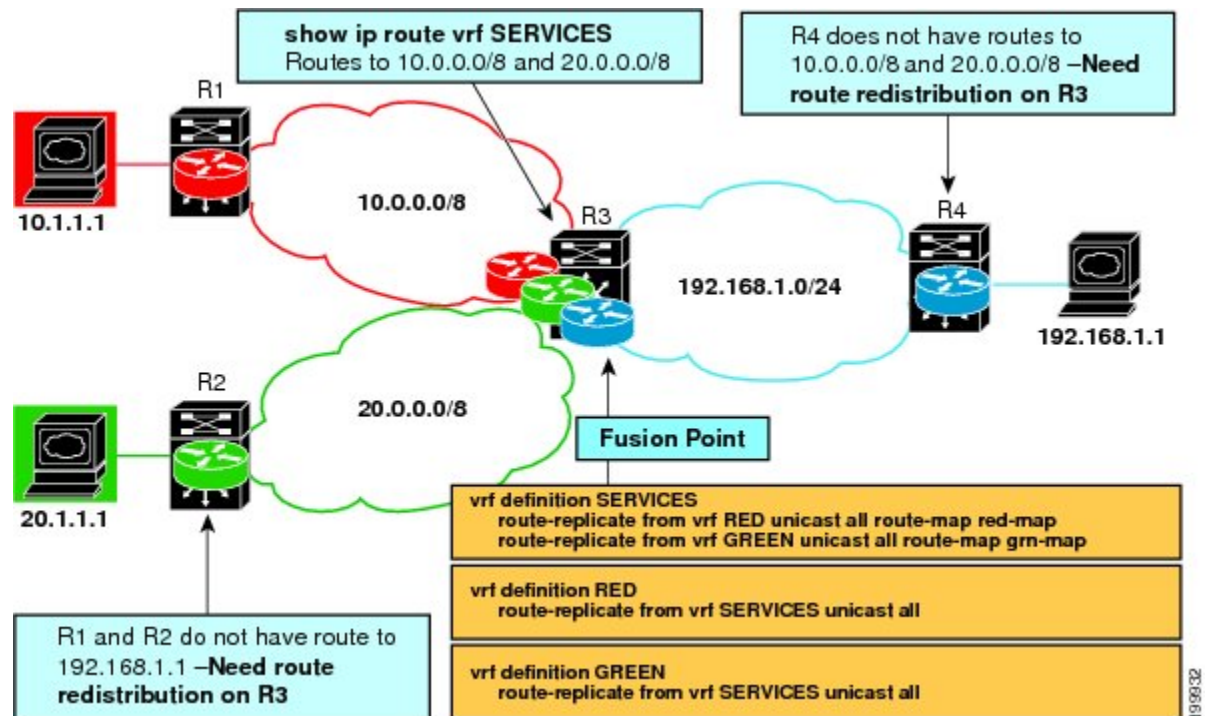 show ip route vrf SERVICES
Routes to 10.0.0.0/8 and 20.0.0.0/8
R4 does not have routes to
10.0.0.0/8 and 20.0.0.0/8 –Need
route redistribution on R3
R1
10.1.1.1
10.0.0.0/8
R3
192.168.1.0/24
R4
192.168.1.1
R2
20.0.0.0/8
20.1.1.1
Fusion Point
vrf definition SERVICES
route-replicate from vrf RED unicast all route-map red-map
route-replicate from vrf GREEN unicast all route-map grn-map
vrf definition RED
route-replicate from vrf SERVICES unicast all
vrf definition GREEN
route-replicate from vrf SERVICES unicast all
R1 and R2 do not have route to
192.168.1.1 –Need route
redistribution on R3
199932